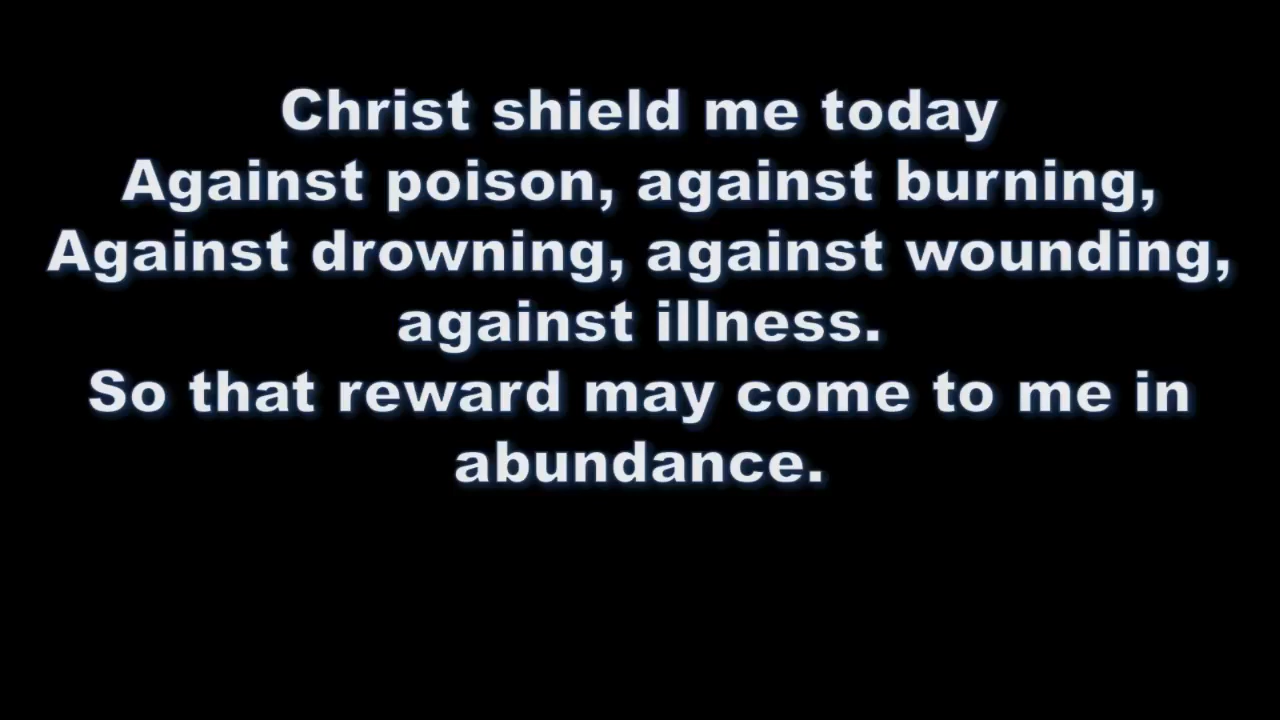 Christ shield me today
Against poison, against burning,
Against drowning, against wounding,
against illness.
So that reward may come to me in
abundance.